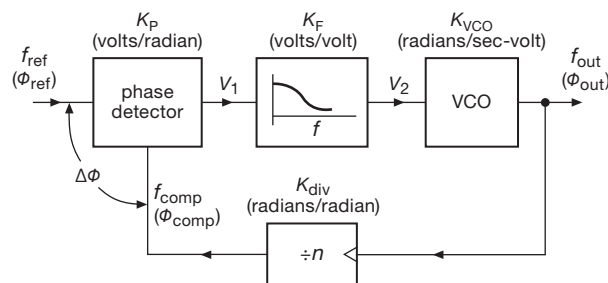 K_P
(volts/radian)
K_F
(volts/volt)
K_VCO
(radians/sec-volt)
f_ref
(Φ_ref)
phase
detector
V_1
f
V_2
VCO
f_out
(Φ_out)
ΔΦ
f_comp
(Φ_comp)
K_div
(radians/radian)
÷n